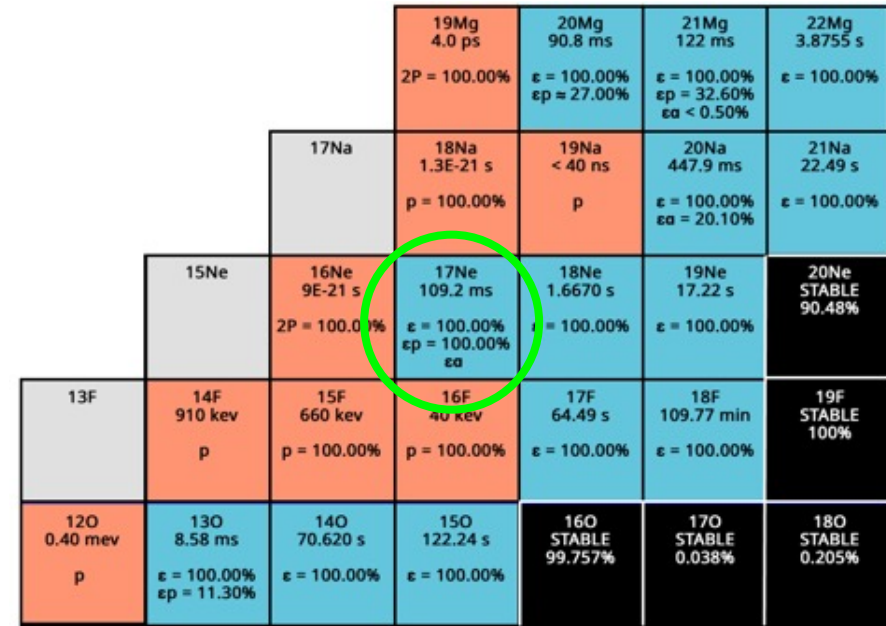 19Mg
4.0 ps
2P = 100.00%
20Mg
90.8 ms
ε = 100.00%
εp ≈ 27.00%
21Mg
122 ms
ε = 100.00%
εp = 32.60%
εα < 0.50%
22Mg
3.8755 s
ε = 100.00%
17Na
18Na
1.3E-21 s
p = 100.00%
19Na
< 40 ns
p
20Na
447.9 ms
ε = 100.00%
εα = 20.10%
21Na
22.49 s
ε = 100.00%
15Ne
16Ne
9E-21 s
2P = 100.00%
17Ne
109.2 ms
ε = 100.00%
εp = 100.00%
εα
18Ne
1.6670 s
ε = 100.00%
19Ne
17.22 s
ε = 100.00%
20Ne
STABLE
90.48%
13F
14F
910 kev
p
15F
660 kev
p = 100.00%
16F
40 kev
p = 100.00%
17F
64.49 s
ε = 100.00%
18F
109.77 min
ε = 100.00%
19F
STABLE
100%
12O
0.40 mev
p
13O
8.58 ms
ε = 100.00%
εp = 11.30%
14O
70.620 s
ε = 100.00%
15O
122.24 s
ε = 100.00%
16O
STABLE
99.757%
17O
STABLE
0.038%
18O
STABLE
0.205%